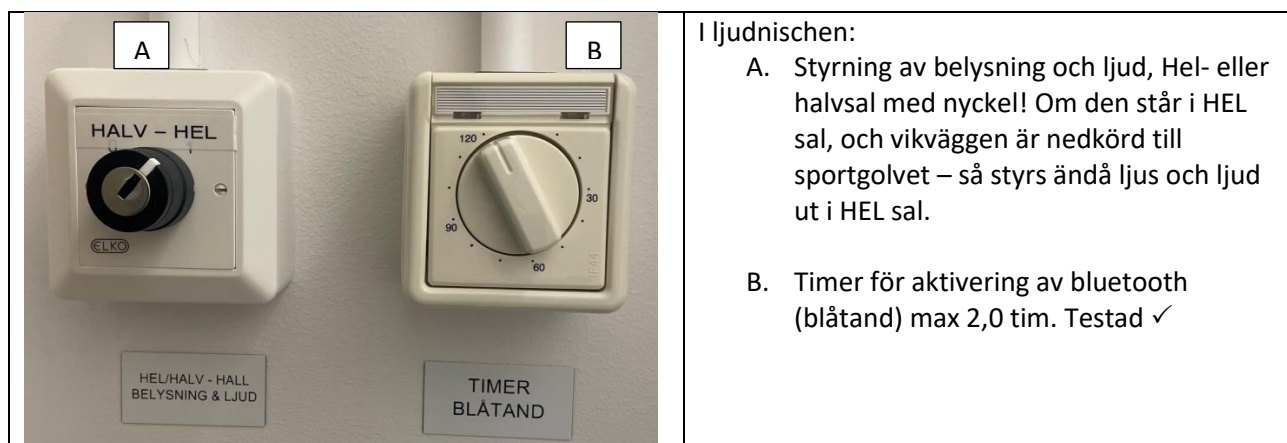 A
B
HALV – HEL
ELKO
120
30
90
60
IP44
HEL/HALV - HALL
BELYSNING & LJUD
TIMER
BLÅTAND
I ljudnischen:
A. Styrning av belysning och ljud, Hel- eller
halvsal med nyckel! Om den står i HEL
sal, och vikväggen är nedkörd till
sportgolvet – så styrs ändå ljus och ljud
ut i HEL sal.
B. Timer för aktivering av bluetooth
(blåtand) max 2,0 tim. Testad ✓